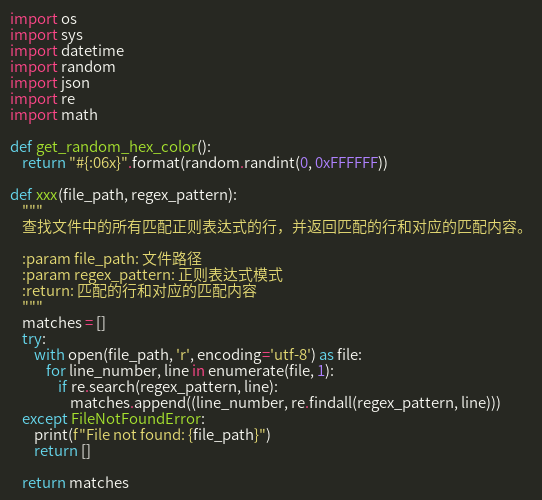 import os
import sys
import datetime
import random
import json
import re
import math

def get_random_hex_color():
    return "#{:06x}".format(random.randint(0, 0xFFFFFF))

def xxx(file_path, regex_pattern):
    """
    查找文件中的所有匹配正则表达式的行，并返回匹配的行和对应的匹配内容。

    :param file_path: 文件路径
    :param regex_pattern: 正则表达式模式
    :return: 匹配的行和对应的匹配内容
    """
    matches = []
    try:
        with open(file_path, 'r', encoding='utf-8') as file:
            for line_number, line in enumerate(file, 1):
                if re.search(regex_pattern, line):
                    matches.append((line_number, re.findall(regex_pattern, line)))
    except FileNotFoundError:
        print(f"File not found: {file_path}")
        return []

    return matches